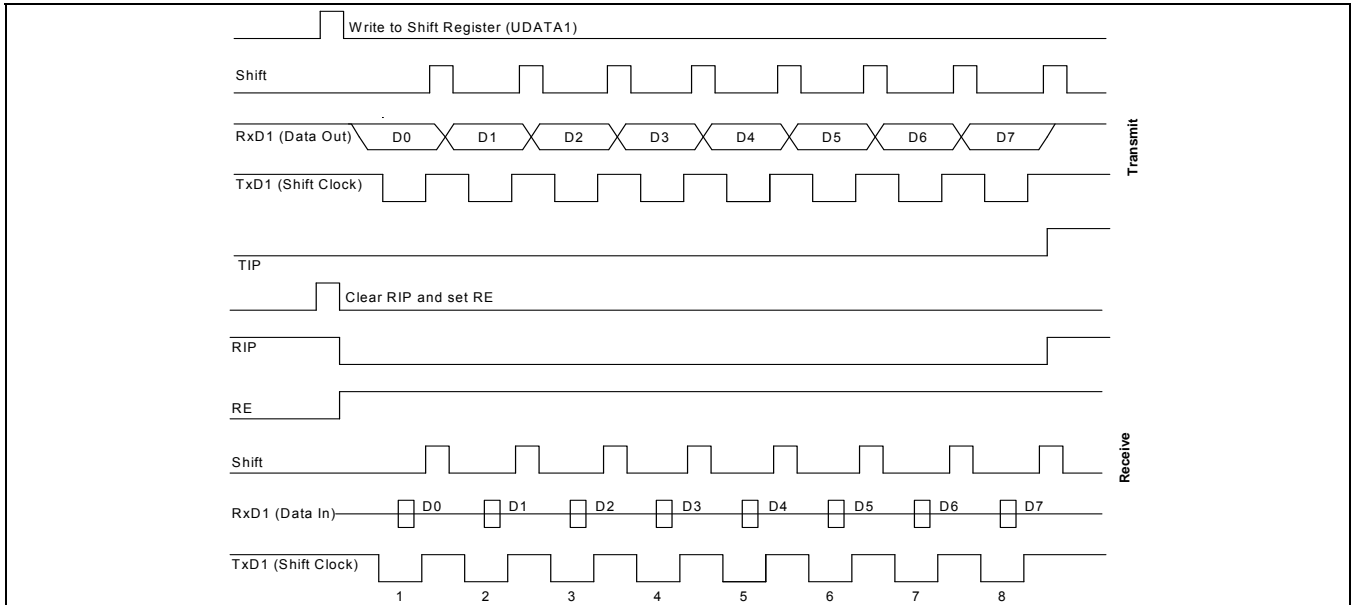 Write to Shift Register (UDATA1)
Shift
RxD1 (Data Out) D0 D1 D2 D3 D4 D5 D6 D7
TxD1 (Shift Clock)
TIP
Transmit
Clear RIP and set RE
RIP
RE
Shift
RxD1 (Data In) D0 D1 D2 D3 D4 D5 D6 D7
TxD1 (Shift Clock)
1 2 3 4 5 6 7 8
Receive